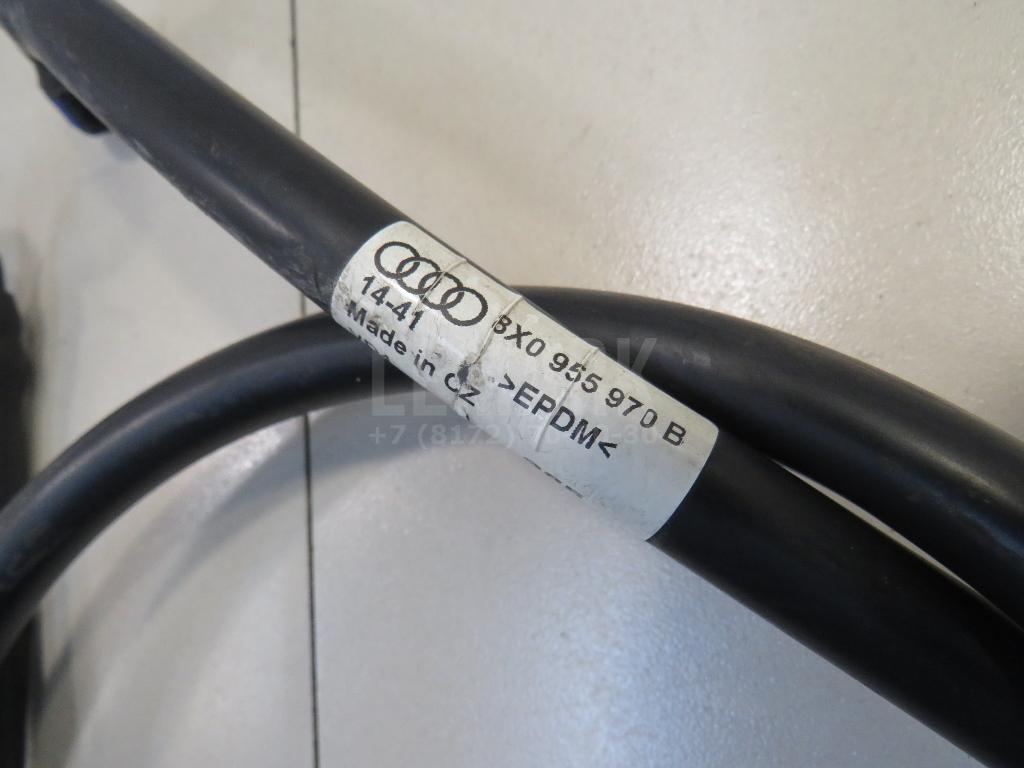 8X0 955 970 B
14-41
>EPDM<
Made in CZ